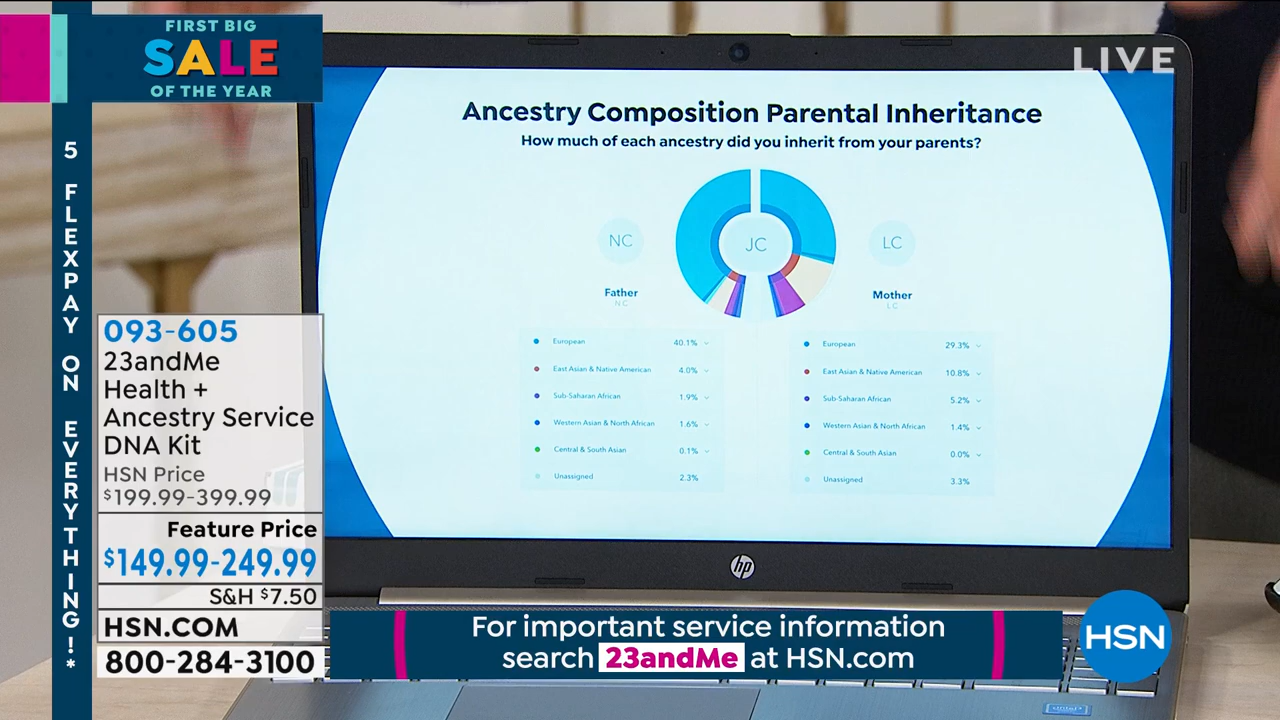 FIRST BIG
SALE
OF THE YEAR
LIVE
5 FLEXPAY ON EVERYTHING!*
Ancestry Composition Parental Inheritance
How much of each ancestry did you inherit from your parents?
NC
JC
LC
Father
NC
Mother
LC
European 40.1%
East Asian & Native American 4.0%
Sub-Saharan African 1.9%
Western Asian & North African 1.6%
Central & South Asian 0.1%
Unassigned 2.3%
European 29.3%
East Asian & Native American 10.8%
Sub-Saharan African 5.2%
Western Asian & North African 1.4%
Central & South Asian 0.0%
Unassigned 3.3%
093-605
23andMe
Health +
Ancestry Service
DNA Kit
HSN Price
$199.99-399.99
Feature Price
$149.99-249.99
S&H $7.50
HSN.COM
800-284-3100
hp
For important service information
search 23andMe at HSN.com
HSN
intel